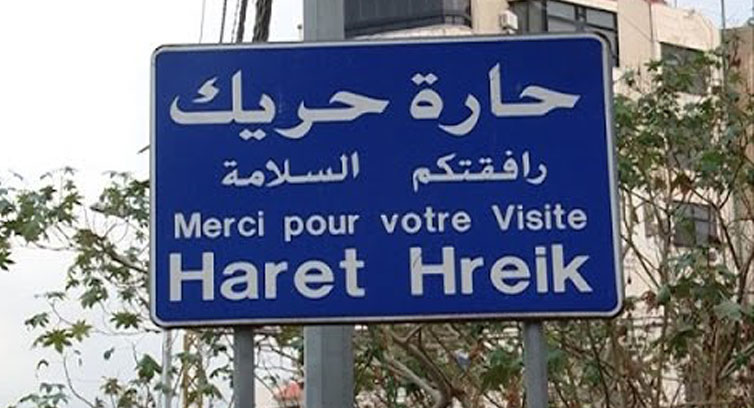 حارة حريك
رافقتكم السلامة
Merci pour votre Visite
Haret Hreik